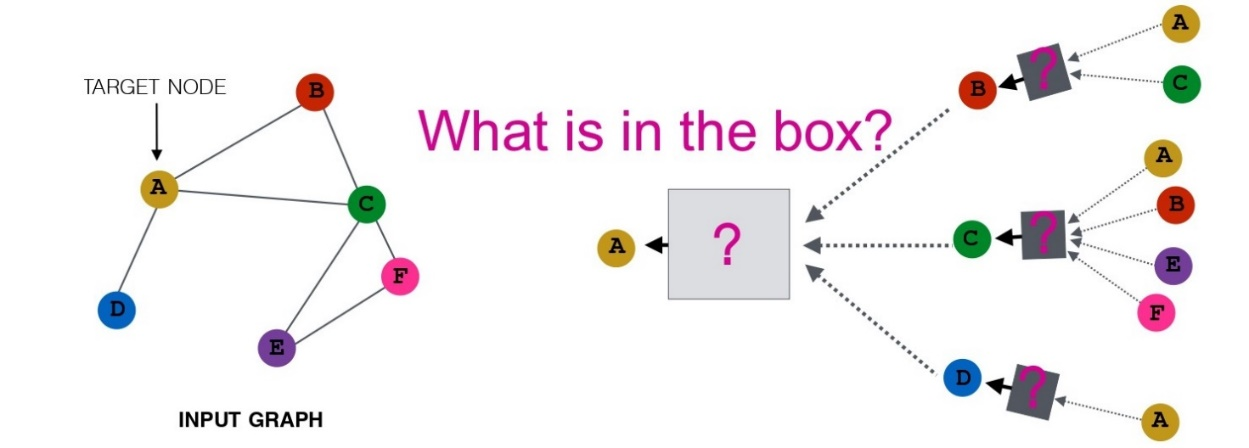 TARGET NODE
B
A
C
F
D
E
INPUT GRAPH
What is in the box?
A
?
B
?
A
C
C
?
A
B
E
F
D
?
A